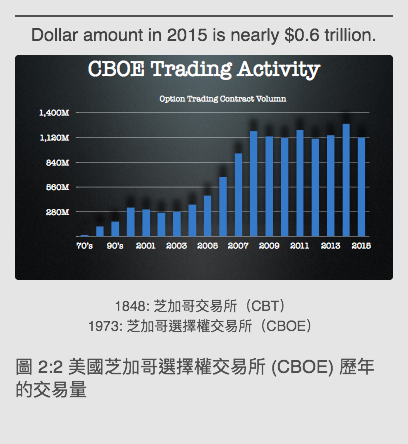 Dollar amount in 2015 is nearly $0.6 trillion.
CBOE Trading Activity
Option Trading Contract Volumn
1,400M
1,120M
840M
560M
280M
70's 90's 2001 2003 2005 2007 2009 2011 2013 2015
1848: 芝加哥交易所（CBT）
1973: 芝加哥選擇權交易所（CBOE）
圖 2:2 美國芝加哥選擇權交易所 (CBOE) 歷年
的交易量